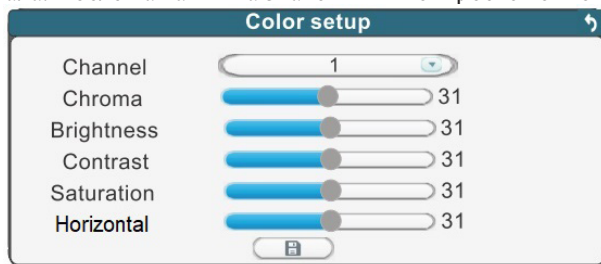 Color setup
Channel 1
Chroma 31
Brightness 31
Contrast 31
Saturation 31
Horizontal 31